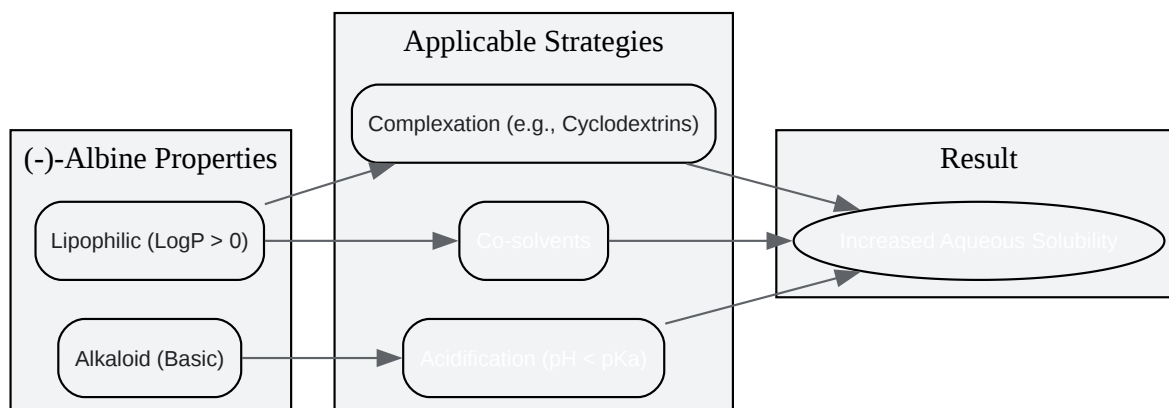 (-)-Albine Properties
Lipophilic (LogP > 0)
Alkaloid (Basic)
Applicable Strategies
Complexation (e.g., Cyclodextrins)
Co-solvents
Acidification (pH < pKa)
Result
Increased Aqueous Solubility